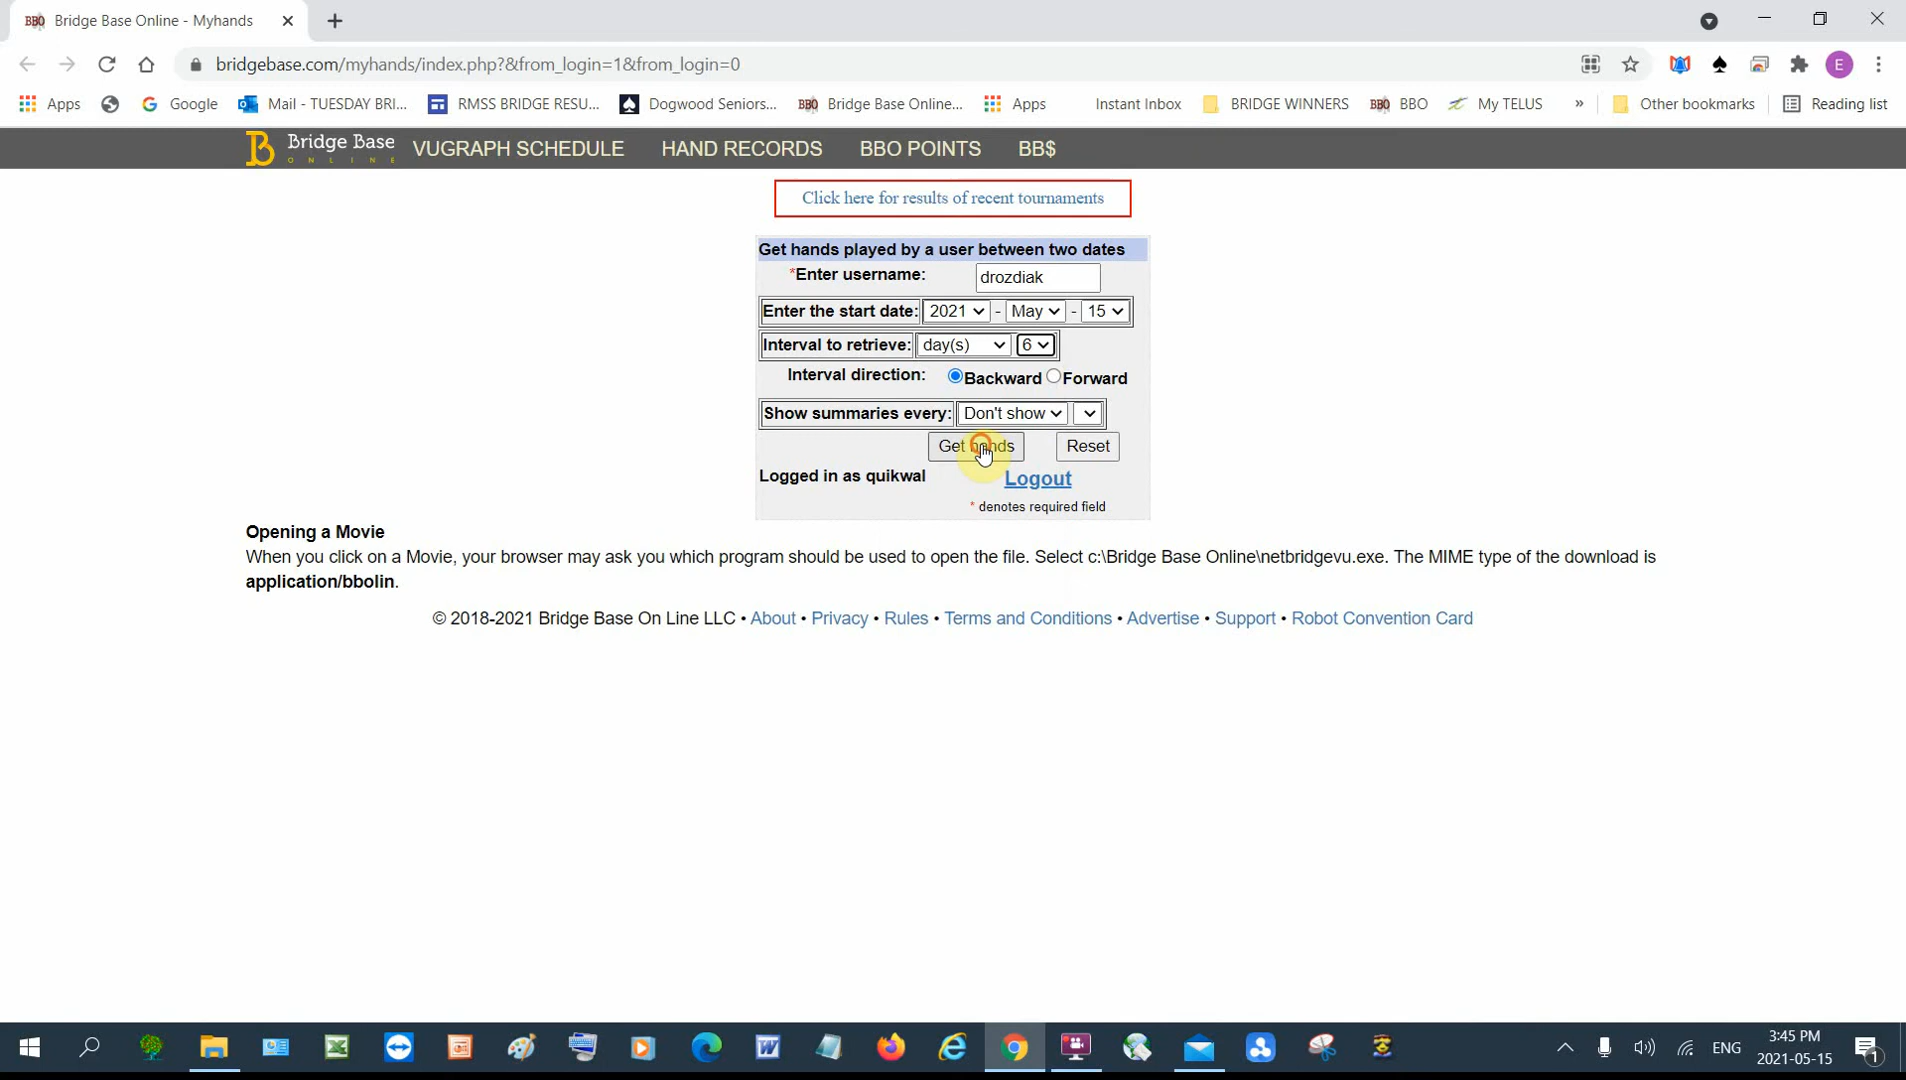 BBO Bridge Base Online - Myhands
bridgebase.com/myhands/index.php?&from_login=1&from_login=0
E
Apps Google Mail - TUESDAY BRI... RMSS BRIDGE RESU... Dogwood Seniors... BBO Bridge Base Online... Apps Instant Inbox BRIDGE WINNERS BBO BBO My TELUS » Other bookmarks Reading list
Bridge Base ONLINE VUGRAPH SCHEDULE HAND RECORDS BBO POINTS BB$
Click here for results of recent tournaments
Get hands played by a user between two dates
*Enter username: drozdiak
Enter the start date: 2021 - May - 15
Interval to retrieve: day(s) 6
Interval direction: Backward Forward
Show summaries every: Don't show
Get hands Reset
Logged in as quikwal Logout
* denotes required field
Opening a Movie
When you click on a Movie, your browser may ask you which program should be used to open the file. Select c:\Bridge Base Online\netbridgevu.exe. The MIME type of the download is
application/bbolin.
© 2018-2021 Bridge Base On Line LLC • About • Privacy • Rules • Terms and Conditions • Advertise • Support • Robot Convention Card
ENG
3:45 PM
2021-05-15
1